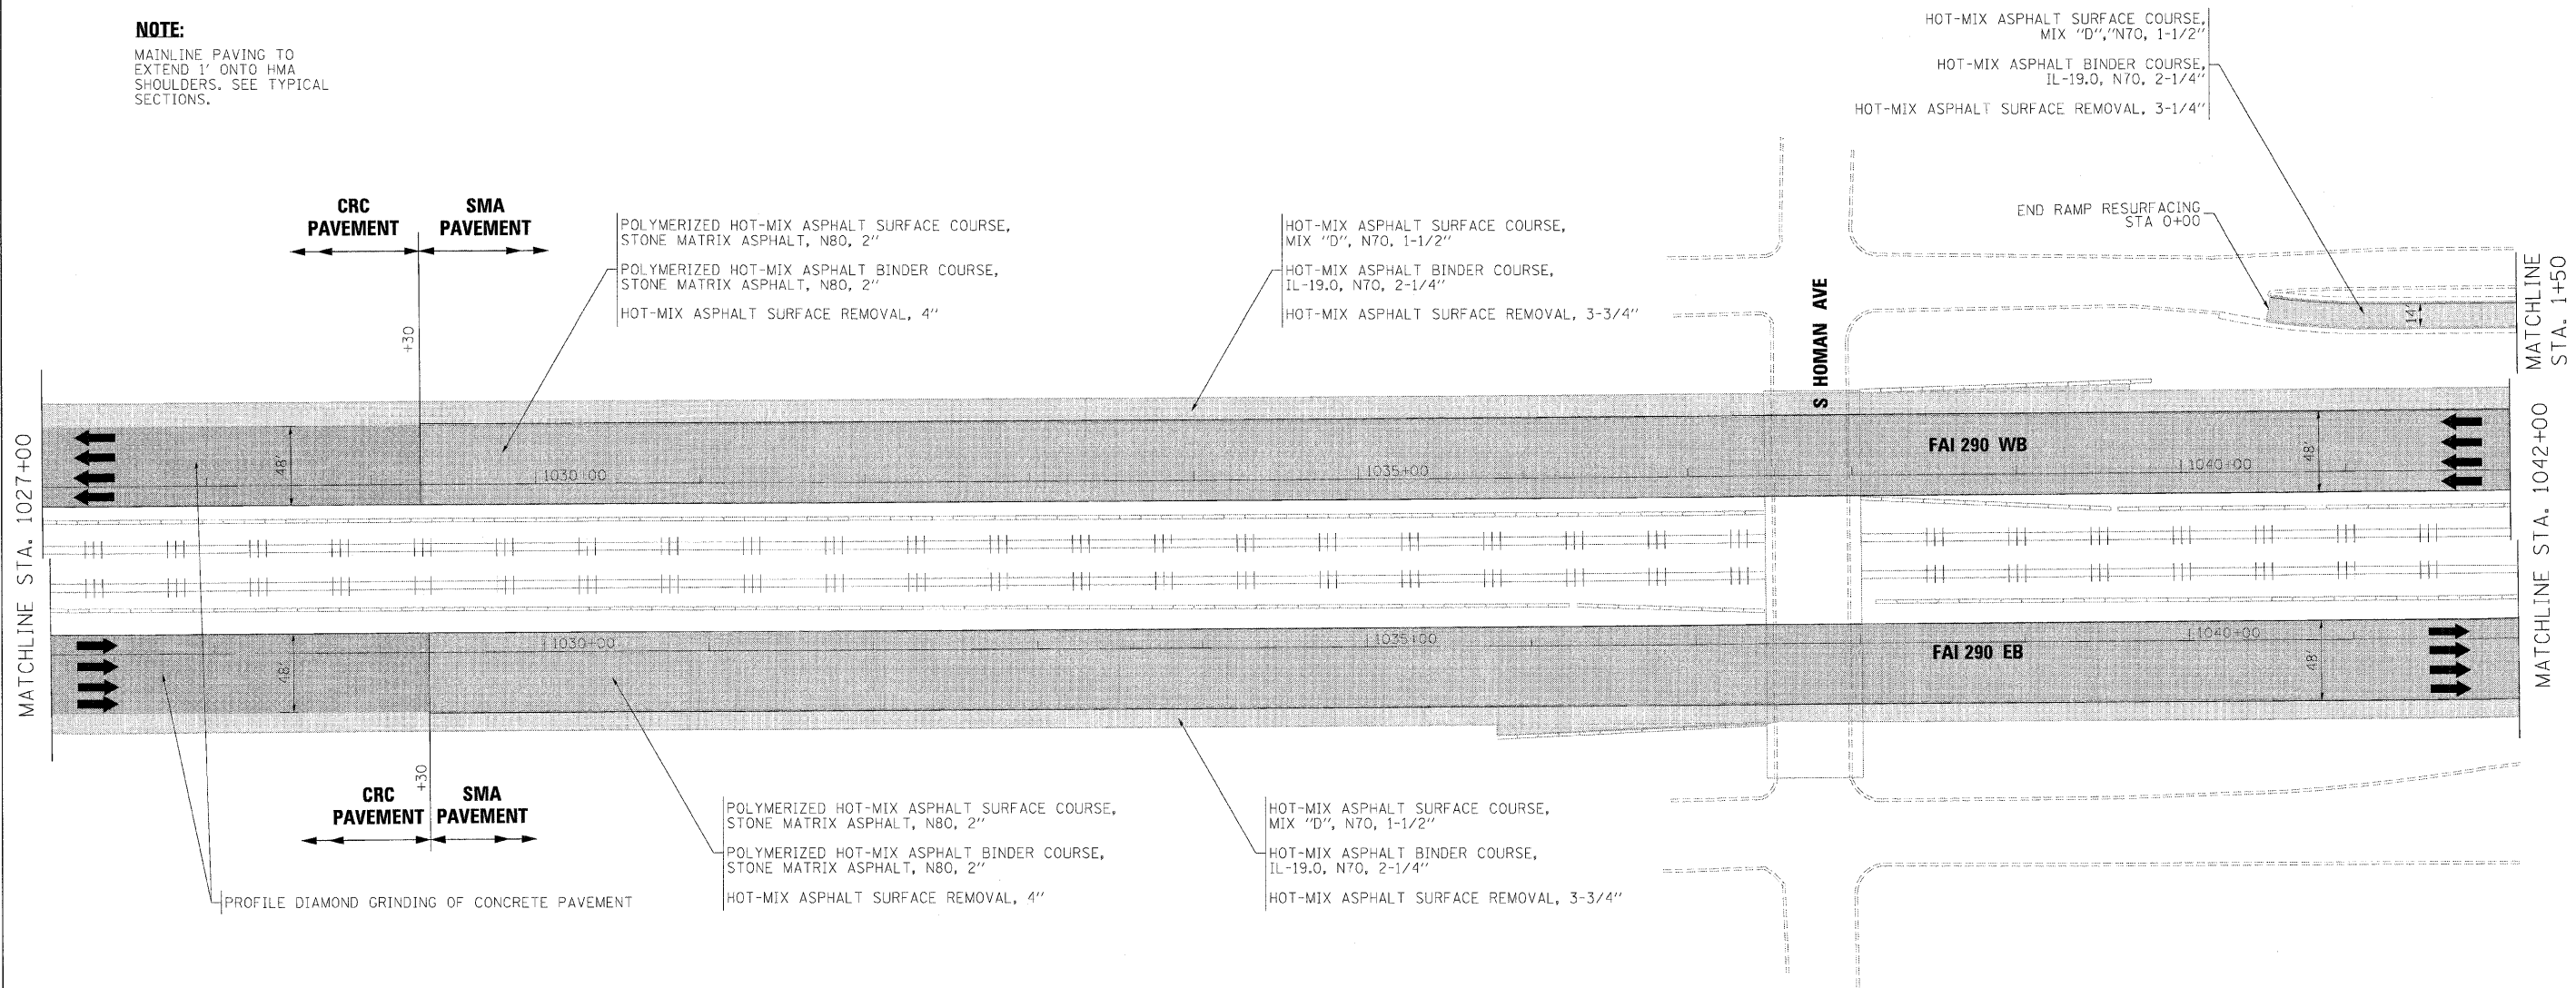 NOTE:
MAINLINE PAVING TO
EXTEND 1' ONTO HMA
SHOULDERS. SEE TYPICAL
SECTIONS.
HOT-MIX ASPHALT SURFACE COURSE,
MIX "D","N70, 1-1/2"
HOT-MIX ASPHALT BINDER COURSE,
IL-19.0, N70, 2-1/4"
HOT-MIX ASPHALT SURFACE REMOVAL, 3-1/4"
END RAMP RESURFACING
STA 0+00
14'
MATCHLINE
STA. 1+50
CRC
PAVEMENT
SMA
PAVEMENT
+30
POLYMERIZED HOT-MIX ASPHALT SURFACE COURSE,
STONE MATRIX ASPHALT, N80, 2"
POLYMERIZED HOT-MIX ASPHALT BINDER COURSE,
STONE MATRIX ASPHALT, N80, 2"
HOT-MIX ASPHALT SURFACE REMOVAL, 4"
HOT-MIX ASPHALT SURFACE COURSE,
MIX "D", N70, 1-1/2"
HOT-MIX ASPHALT BINDER COURSE,
IL-19.0, N70, 2-1/4"
HOT-MIX ASPHALT SURFACE REMOVAL, 3-3/4"
S HOMAN AVE
MATCHLINE STA. 1027+00
48'
1030+00
1035+00
FAI 290 WB
1040+00
48'
MATCHLINE STA. 1042+00
48'
1030+00
1035+00
FAI 290 EB
1040+00
48'
+30
CRC
PAVEMENT
SMA
PAVEMENT
POLYMERIZED HOT-MIX ASPHALT SURFACE COURSE,
STONE MATRIX ASPHALT, N80, 2"
POLYMERIZED HOT-MIX ASPHALT BINDER COURSE,
STONE MATRIX ASPHALT, N80, 2"
HOT-MIX ASPHALT SURFACE REMOVAL, 4"
HOT-MIX ASPHALT SURFACE COURSE,
MIX "D", N70, 1-1/2"
HOT-MIX ASPHALT BINDER COURSE,
IL-19.0, N70, 2-1/4"
HOT-MIX ASPHALT SURFACE REMOVAL, 3-3/4"
PROFILE DIAMOND GRINDING OF CONCRETE PAVEMENT